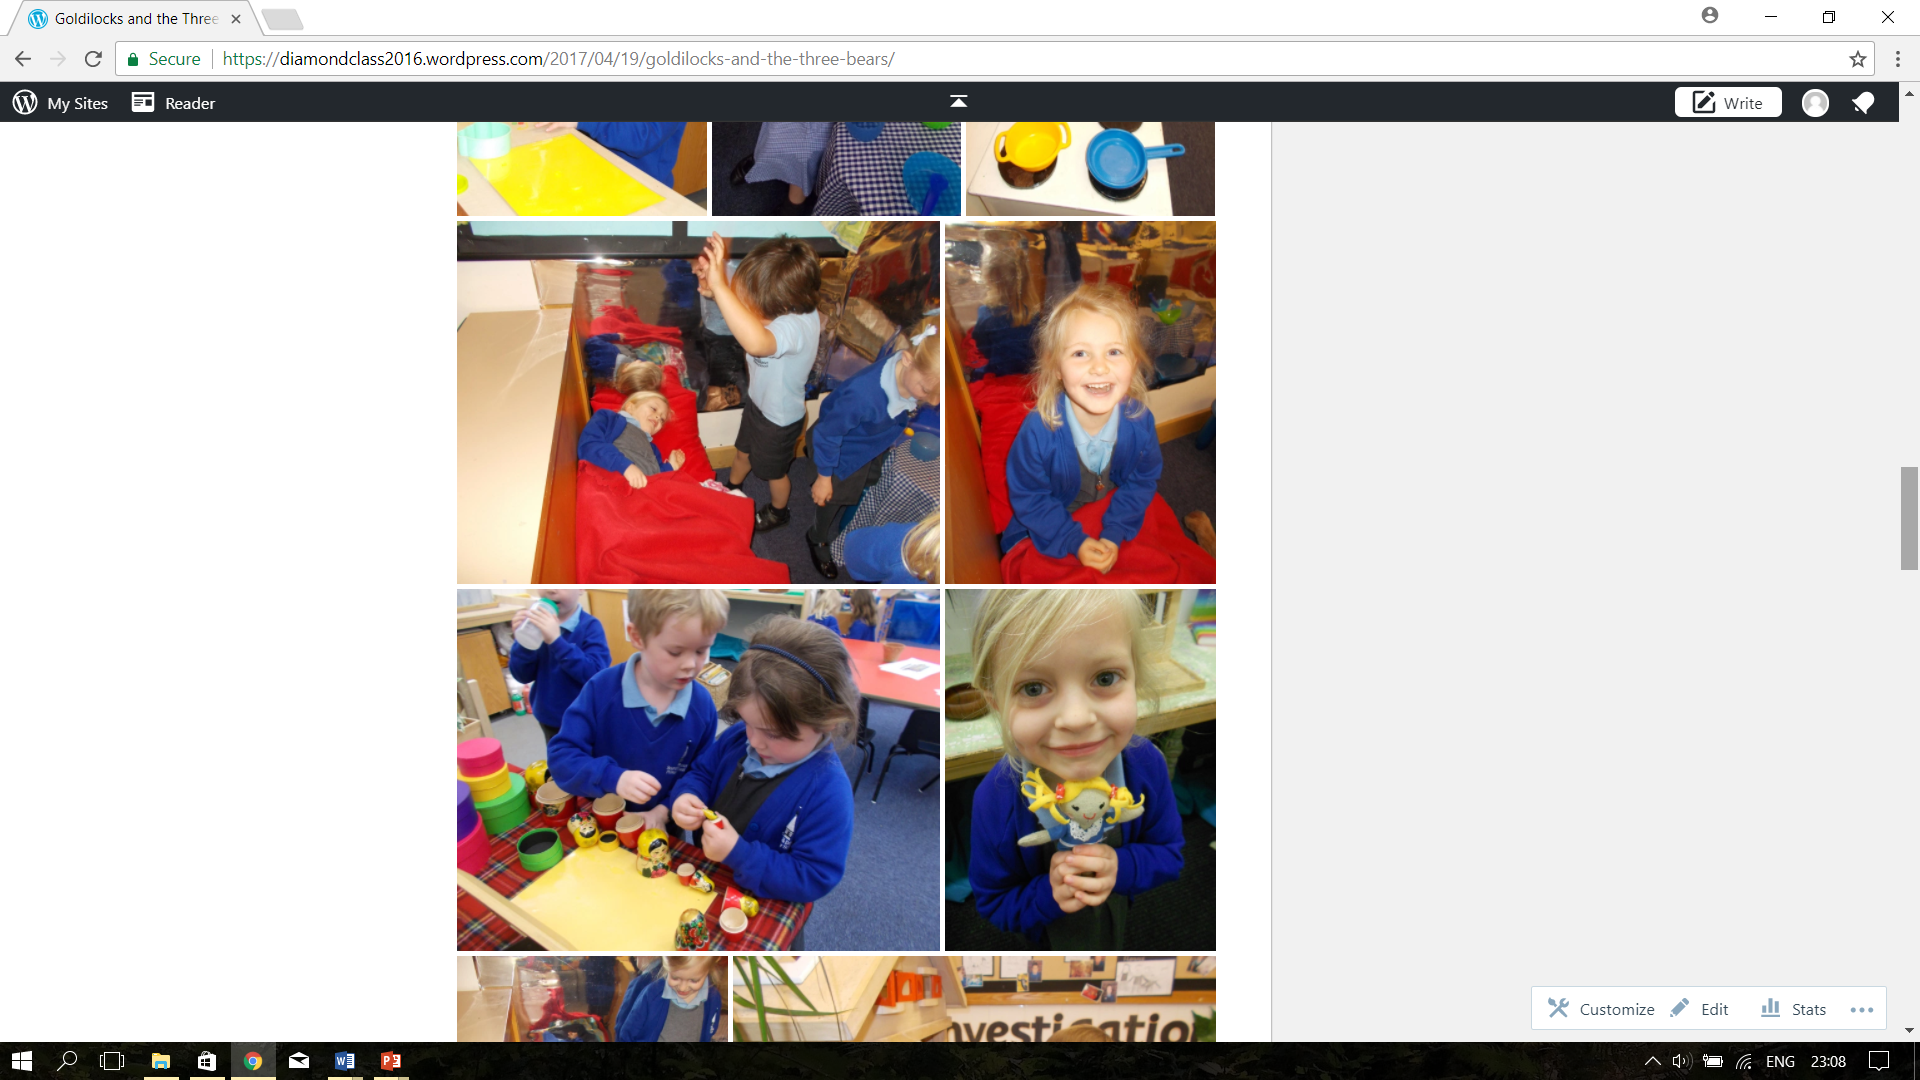 Goldilocks and the Three
Secure
https://diamondclass2016.wordpress.com/2017/04/19/goldilocks-and-the-three-bears/
My Sites
Reader
Write
nvestigation
Customize
Edit
Stats
ENG
23:08